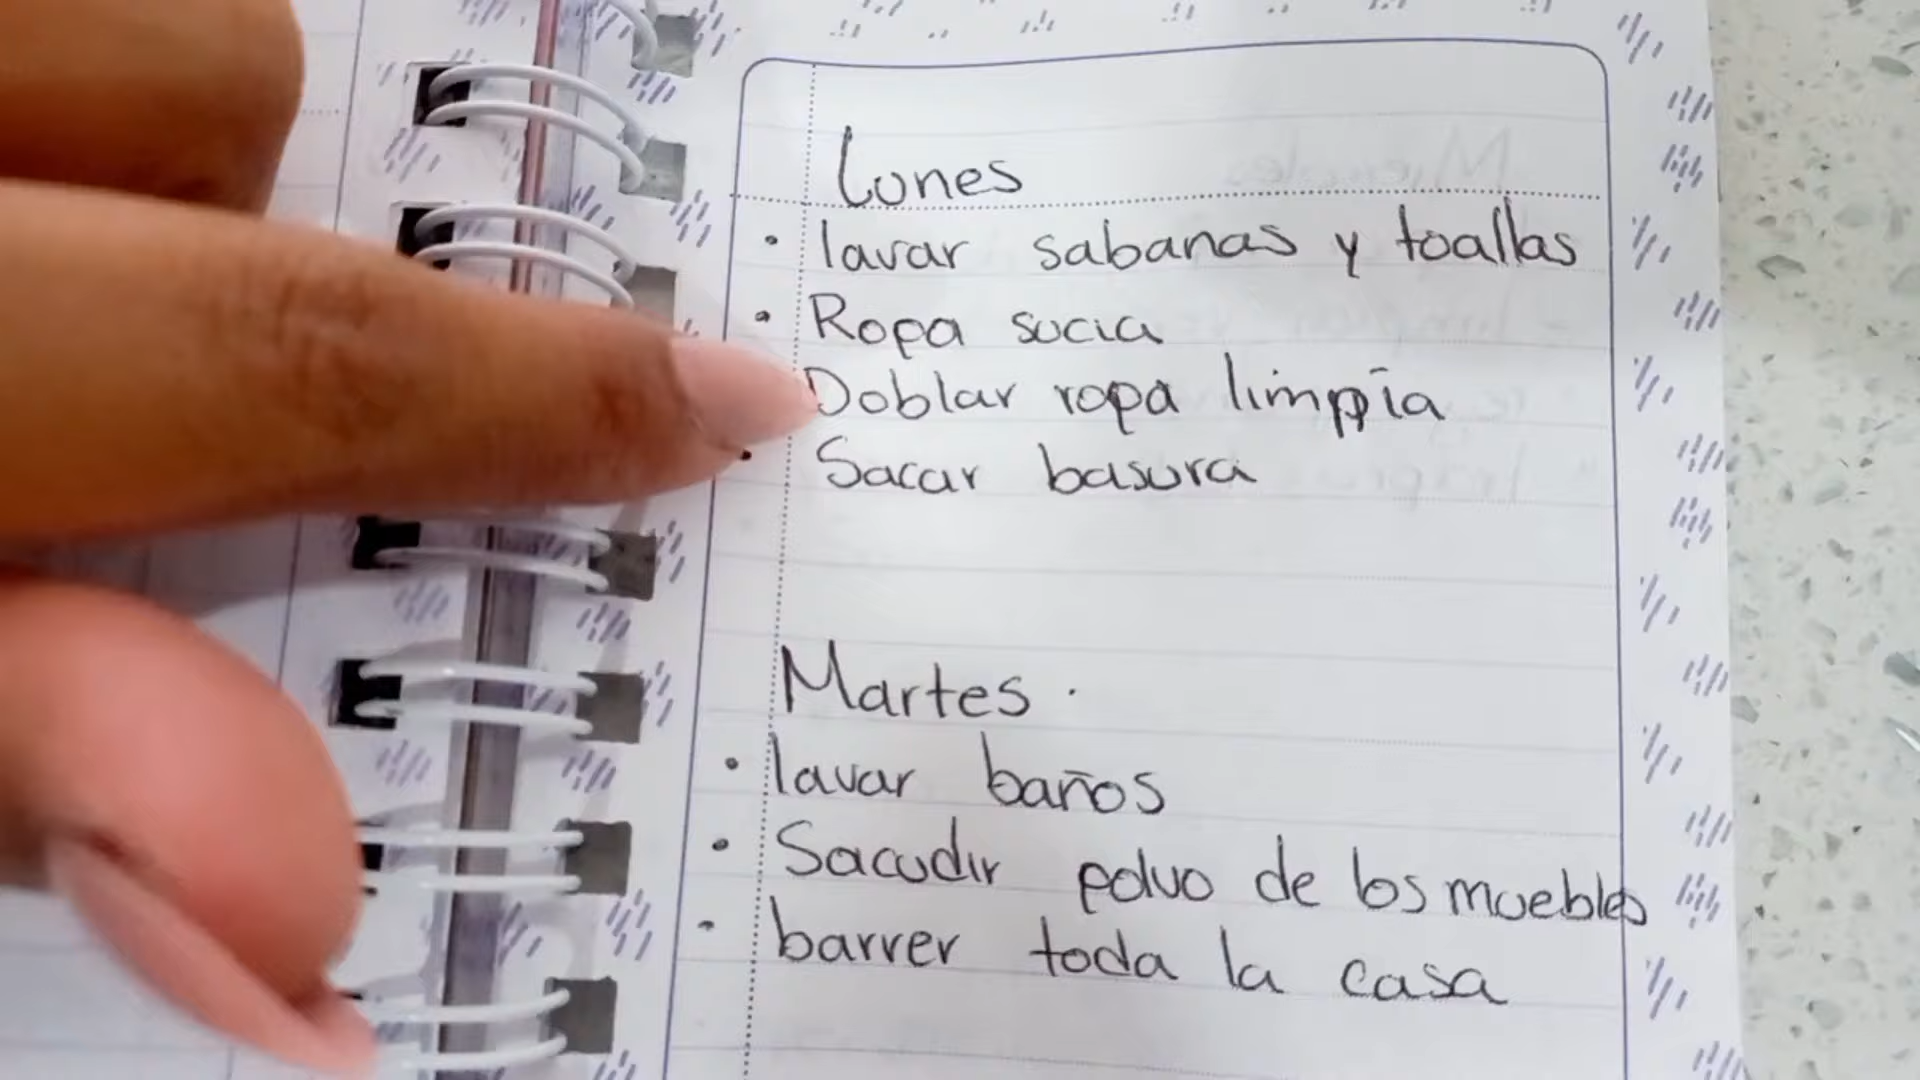 Lunes
• lavar sabanas y toallas
• Ropa sucia
Doblar ropa limpia
• Sacar basura
Martes.
• lavar baños
• Sacudir polvo de los muebles
• barrer toda la casa